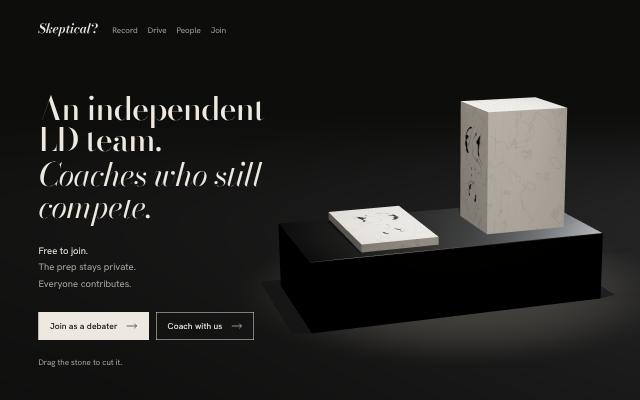 Skeptical?
Record
Drive
People
Join
An independent
LD team.
Coaches who still
compete.
Free to join.
The prep stays private.
Everyone contributes.
Join as a debater →
Coach with us →
Drag the stone to cut it.